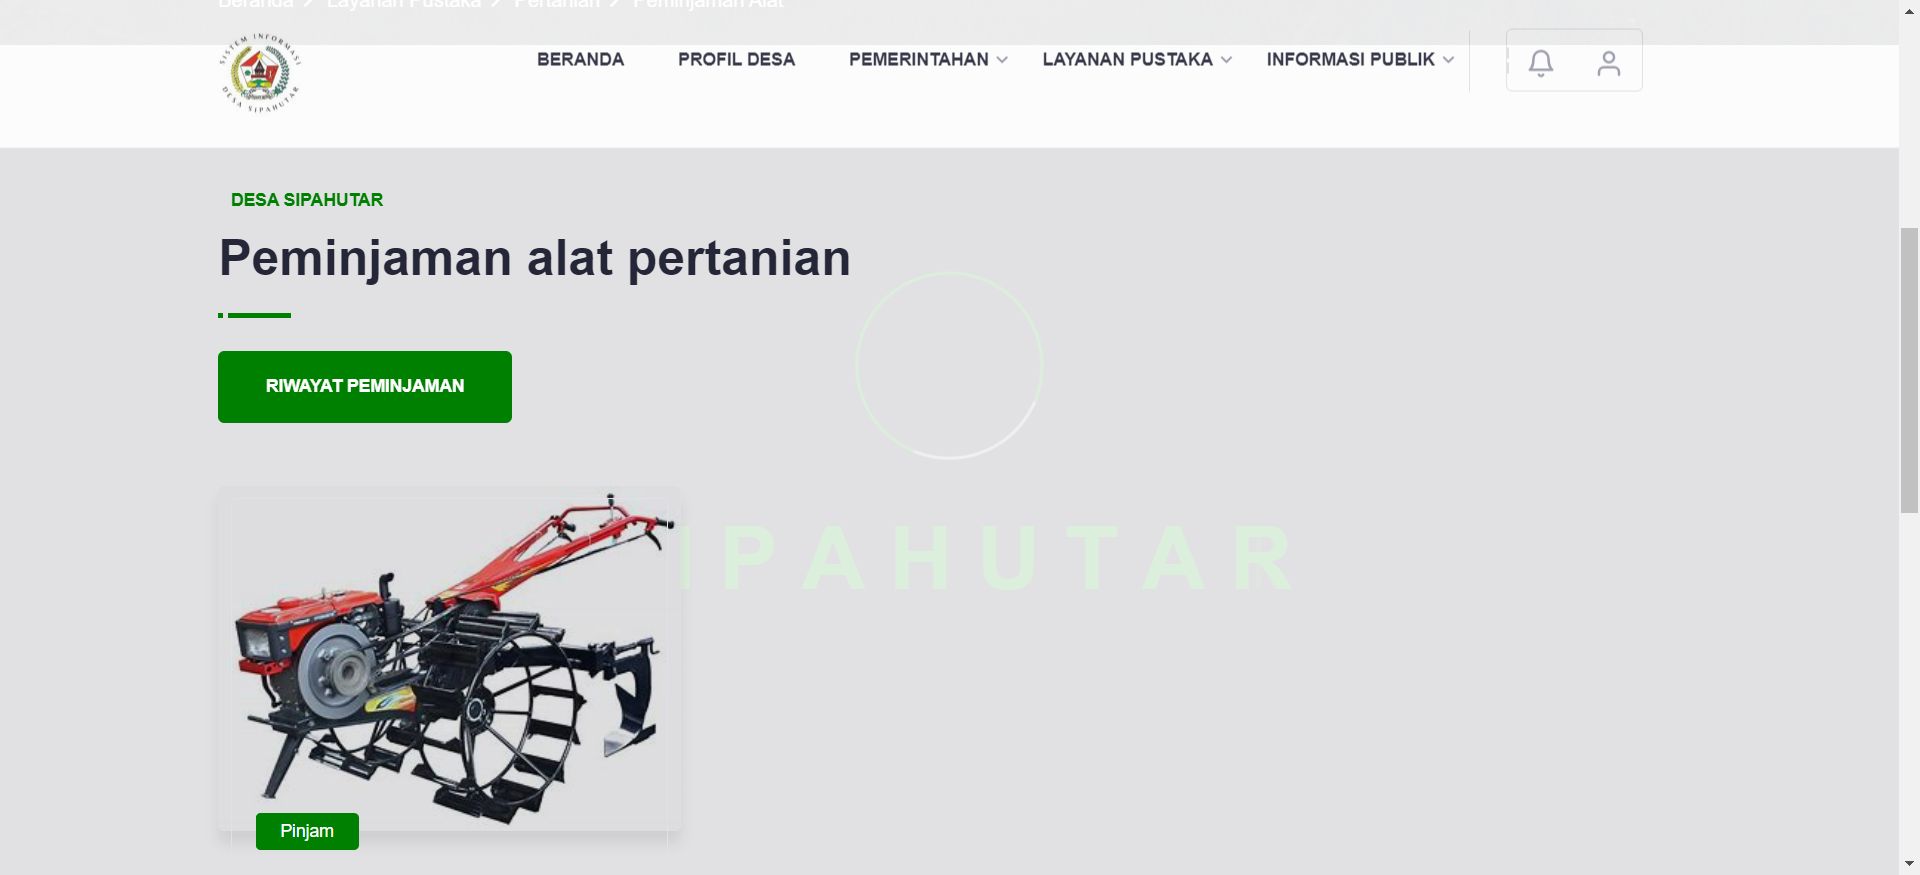 Beranda > Layanan Pustaka > Pertanian > Peminjaman Alat
SISTEM INFORMASI
DESA SIPAHUTAR
BERANDA
PROFIL DESA
PEMERINTAHAN
LAYANAN PUSTAKA
INFORMASI PUBLIK
DESA SIPAHUTAR
Peminjaman alat pertanian
RIWAYAT PEMINJAMAN
IPAHUTAR
Pinjam